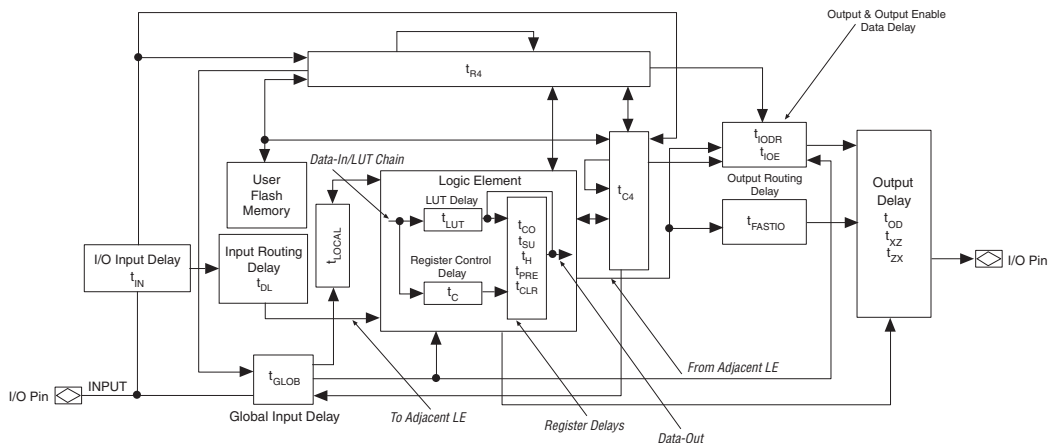 Output & Output Enable
Data Delay
tR4
tIODR
tIOE
Data-In/LUT Chain
User
Flash
Memory
Logic Element
LUT Delay
tLUT
tCO
tSU
tH
tPRE
tCLR
Register Control
Delay
tC
tC4
Output Routing
Delay
tFASTIO
Output
Delay
tOD
tXZ
tZX
I/O Pin
tLOCAL
I/O Input Delay
tIN
Input Routing
Delay
tDL
From Adjacent LE
I/O Pin
INPUT
tGLOB
Global Input Delay
To Adjacent LE
Register Delays
Data-Out